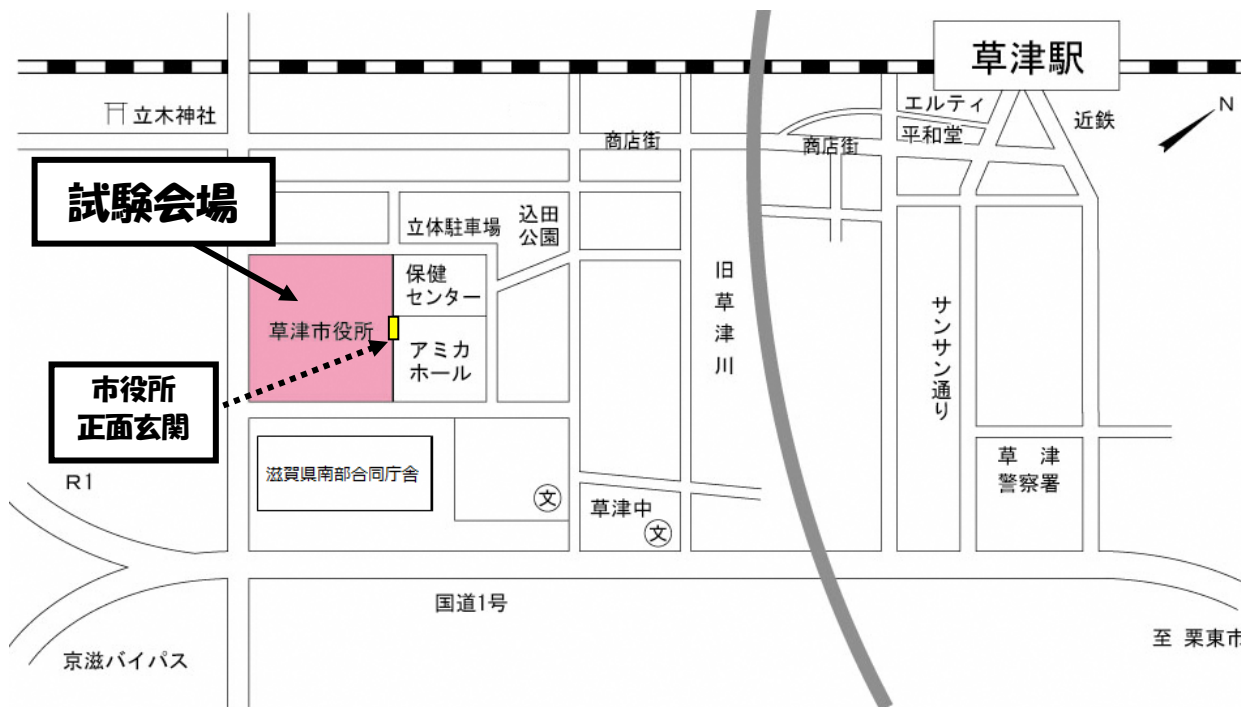 草津駅
エルティ
平和堂
近鉄
N
立木神社
商店街
商店街
試験会場
立体駐車場
込田
公園
保健
センター
草津市役所
アミカ
ホール
市役所
正面玄関
旧草津川
サンサン通り
滋賀県南部合同庁舎
R1
文
草津中
文
草津
警察署
国道1号
京滋バイパス
至 栗東市